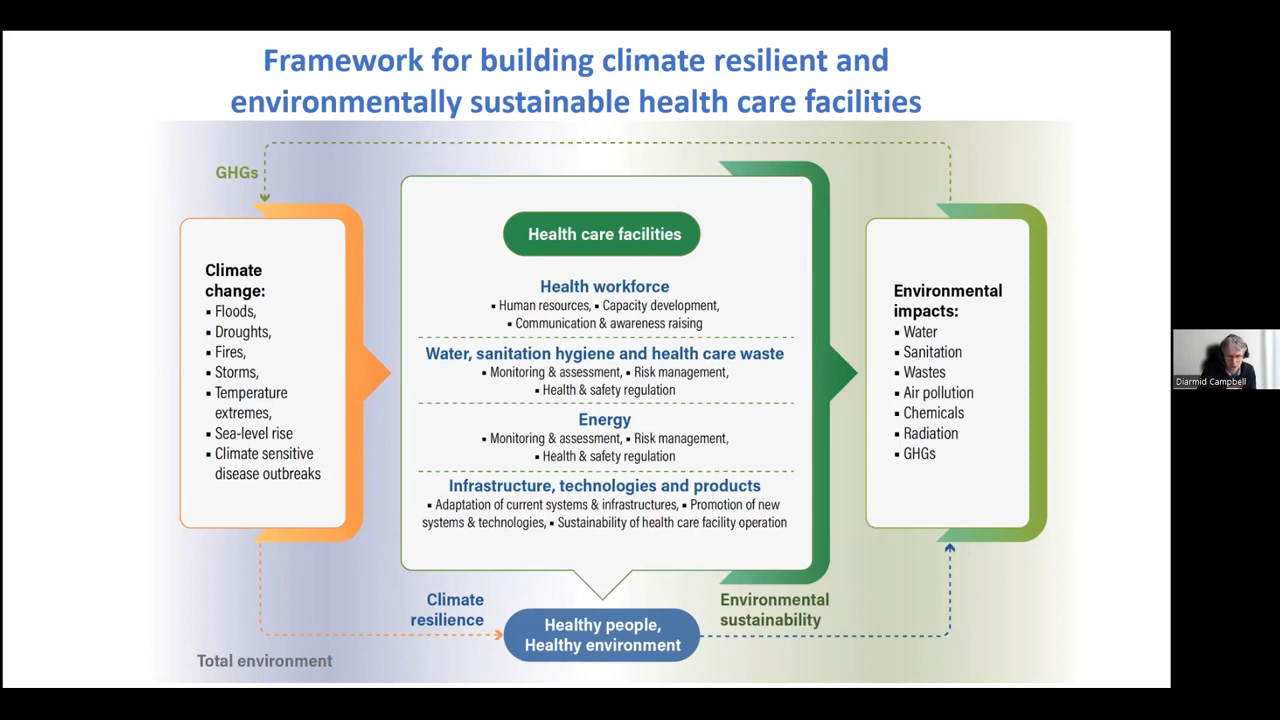 Framework for building climate resilient and
environmentally sustainable health care facilities
GHGs
Climate
change:
▪ Floods,
▪ Droughts,
▪ Fires,
▪ Storms,
▪ Temperature
extremes,
▪ Sea-level rise
▪ Climate sensitive
disease outbreaks
Health care facilities
Health workforce
▪ Human resources, ▪ Capacity development,
▪ Communication & awareness raising
Water, sanitation hygiene and health care waste
▪ Monitoring & assessment, ▪ Risk management,
▪ Health & safety regulation
Energy
▪ Monitoring & assessment, ▪ Risk management,
▪ Health & safety regulation
Infrastructure, technologies and products
▪ Adaptation of current systems & infrastructures, ▪ Promotion of new
systems & technologies, ▪ Sustainability of health care facility operation
Environmental
impacts:
▪ Water
▪ Sanitation
▪ Wastes
▪ Air pollution
▪ Chemicals
▪ Radiation
▪ GHGs
Climate
resilience
Healthy people,
Healthy environment
Environmental
sustainability
Total environment
Diarmid Campbell